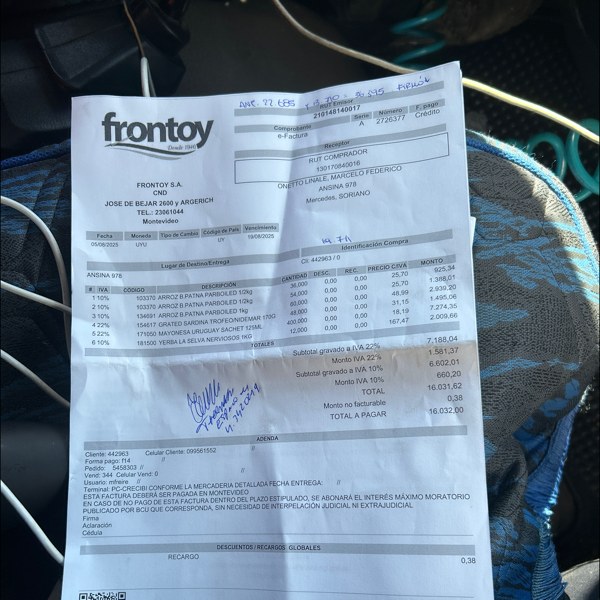 frontoy
Desde 1940
RUT Emisor
210148140017
Comprobante Serie Número F. pago
e-Factura A 2726377 Crédito
Receptor
RUT COMPRADOR
130170840016
ONETTO LINALE, MARCELO FEDERICO
ANSINA 978
Mercedes, SORIANO
FRONTOY S.A.
CND
JOSE DE BEJAR 2600 y ARGERICH
TEL.: 23061044
Montevideo
Fecha Moneda Tipo de Cambio Código de País Vencimiento
05/08/2025 UYU UY 19/08/2025
Identificación Compra
CI: 442963 / 0
Lugar de Destino/Entrega
ANSINA 978
#. IVA CÓDIGO DESCRIPCIÓN CANTIDAD DESC. REC. PRECIO C/IVA MONTO
1 10% 103370 ARROZ B.PATNA PARBOILED 1/2kg 36,000 0,00 0,00 25,70 925,34
2 10% 103370 ARROZ B.PATNA PARBOILED 1/2kg 54,000 0,00 0,00 25,70 1.388,01
3 10% 134691 ARROZ B.PATNA PARBOILED 1kg 60,000 0,00 0,00 48,99 2.939,20
4 22% 154617 GRATED SARDINA TROFEO/NIDEMAR 170G 48,000 0,00 0,00 31,15 1.495,06
5 22% 171050 MAYONESA URUGUAY SACHET 125ML 400,000 0,00 0,00 18,19 7.274,35
6 10% 181500 YERBA LA SELVA NERVIOSOS 1KG 12,000 0,00 0,00 167,47 2.009,66
TOTALES
Subtotal gravado a IVA 22% 7.188,04
Monto IVA 22% 1.581,37
Subtotal gravado a IVA 10% 6.602,01
Monto IVA 10% 660,20
TOTAL 16.031,62
Monto no facturable 0,38
TOTAL A PAGAR 16.032,00
ADENDA
Cliente: 442963 Celular Cliente: 099561552 //
Forma pago: f14 //
Pedido: 5458303 //
Vend: 344 Celular Vend: 0 //
Usuario: mfreire //
Terminal: PC-CRECIBI CONFORME LA MERCADERIA DETALLADA FECHA ENTREGA: //
ESTA FACTURA DEBERÁ SER PAGADA EN MONTEVIDEO
EN CASO DE NO PAGO DE ESTA FACTURA DENTRO DEL PLAZO ESTIPULADO, SE ABONARÁ EL INTERÉS MÁXIMO MORATORIO
PUBLICADO POR BCU QUE CORRESPONDA, SIN NECESIDAD DE INTERPELACIÓN JUDICIAL NI EXTRAJUDICIAL
Firma
Aclaración
Cédula
DESCUENTOS / RECARGOS GLOBALES
RECARGO 0,38